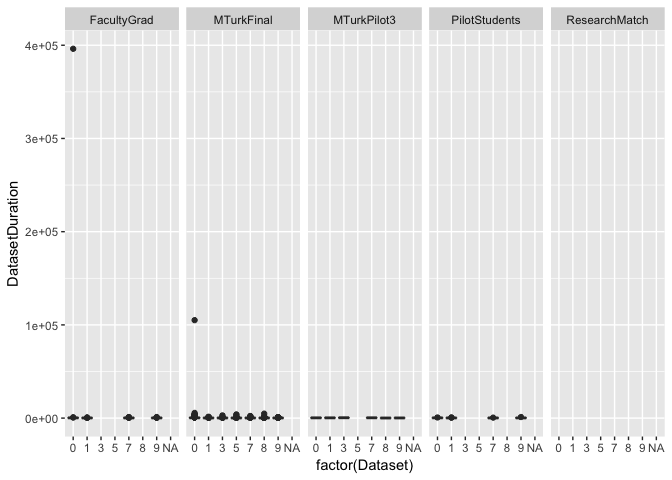 FacultyGrad MTurkFinal MTurkPilot3 PilotStudents ResearchMatch
4e+05
3e+05
2e+05
1e+05
0e+00
DatasetDuration
0 1 3 5 7 8 9 NA 0 1 3 5 7 8 9 NA 0 1 3 5 7 8 9 NA 0 1 3 5 7 8 9 NA 0 1 3 5 7 8 9 NA
factor(Dataset)